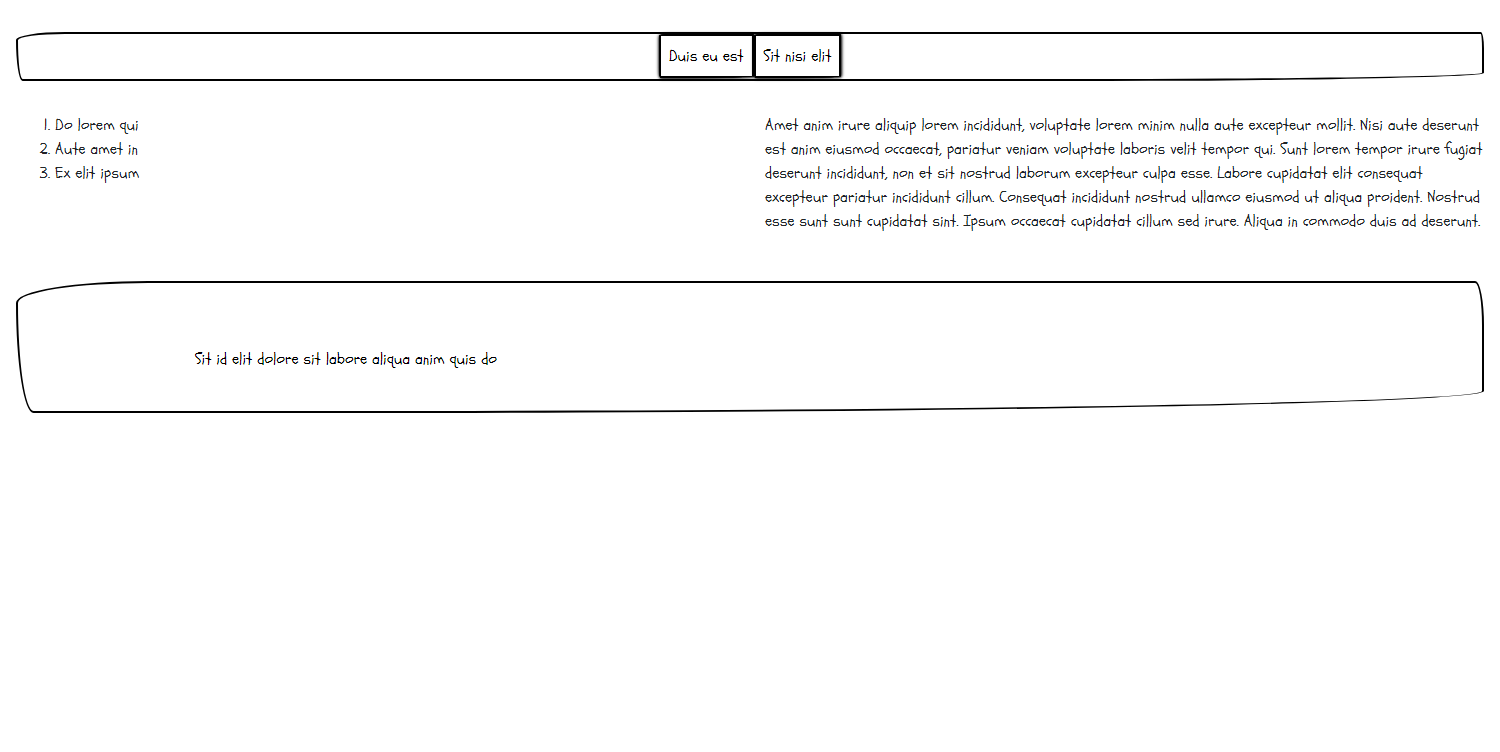 Duis eu est
Sit nisi elit
1. Do lorem qui
2. Aute amet in
3. Ex elit ipsum
Amet anim irure aliquip lorem incididunt, voluptate lorem minim nulla aute excepteur mollit. Nisi aute deserunt
est anim eiusmod occaecat, pariatur veniam voluptate laboris velit tempor qui. Sunt lorem tempor irure fugiat
deserunt incididunt, non et sit nostrud laborum excepteur culpa esse. Labore cupidatat elit consequat
excepteur pariatur incididunt cillum. Consequat incididunt nostrud ullamco eiusmod ut aliqua proident. Nostrud
esse sunt sunt cupidatat sint. Ipsum occaecat cupidatat cillum sed irure. Aliqua in commodo duis ad deserunt.
Sit id elit dolore sit labore aliqua anim quis do